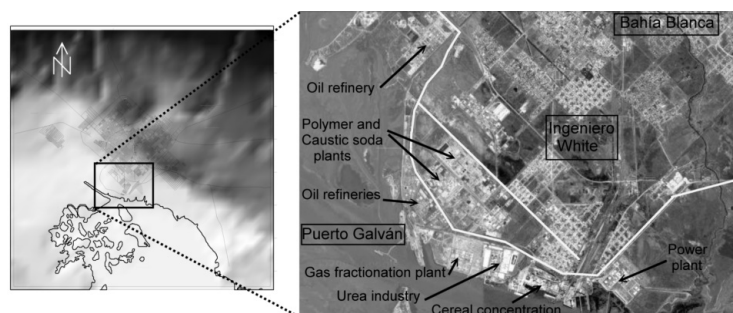 N
Bahía Blanca
Oil refinery
Polymer and
Caustic soda
plants
Ingeniero
White
Oil refineries
Puerto Galván
Gas fractionation plant
Power
plant
Urea industry
Cereal concentration